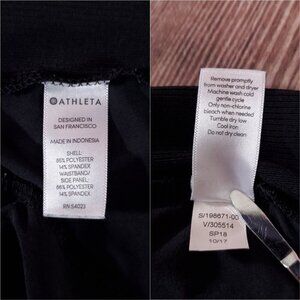 ATHLETA
DESIGNED IN
SAN FRANCISCO
MADE IN INDONESIA
SHELL:
86% POLYESTER
14% SPANDEX
WAISTBAND/
SIDE PANEL:
86% POLYESTER
14% SPANDEX
RN 54023
Remove promptly
from washer and dryer
Machine wash cold
gentle cycle
Only non-chlorine
bleach when needed
Tumble dry low
Cool iron
Do not dry clean
S/198671-00
V/305514
SP18
10/17